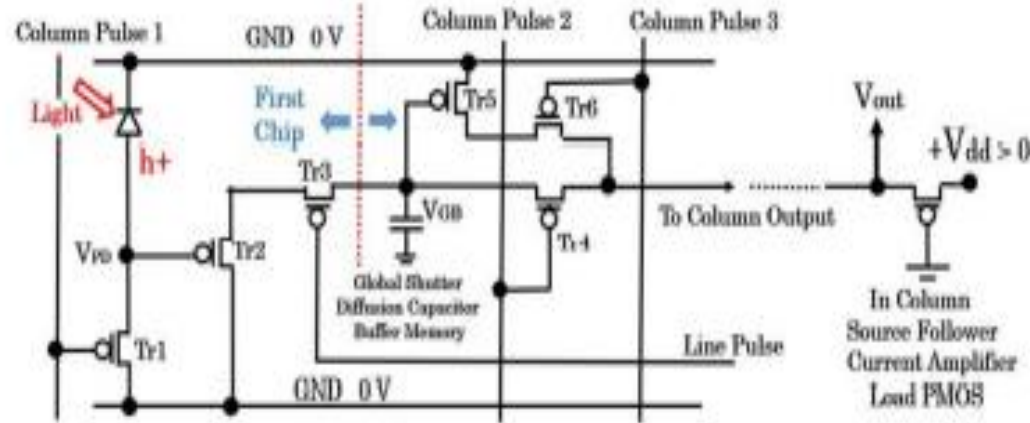 Column Pulse 1
GND 0 V
Column Pulse 2
Column Pulse 3
Light
h+
First
Chip
Tr5
Tr6
Vout
+Vdd > 0
Tr3
VGB
Tr4
To Column Output
VPD
Tr2
Global Shutter
Diffusion Capacitor
Buffer Memory
In Column
Source Follower
Current Amplifier
Load PMOS
Tr1
Line Pulse
GND 0 V